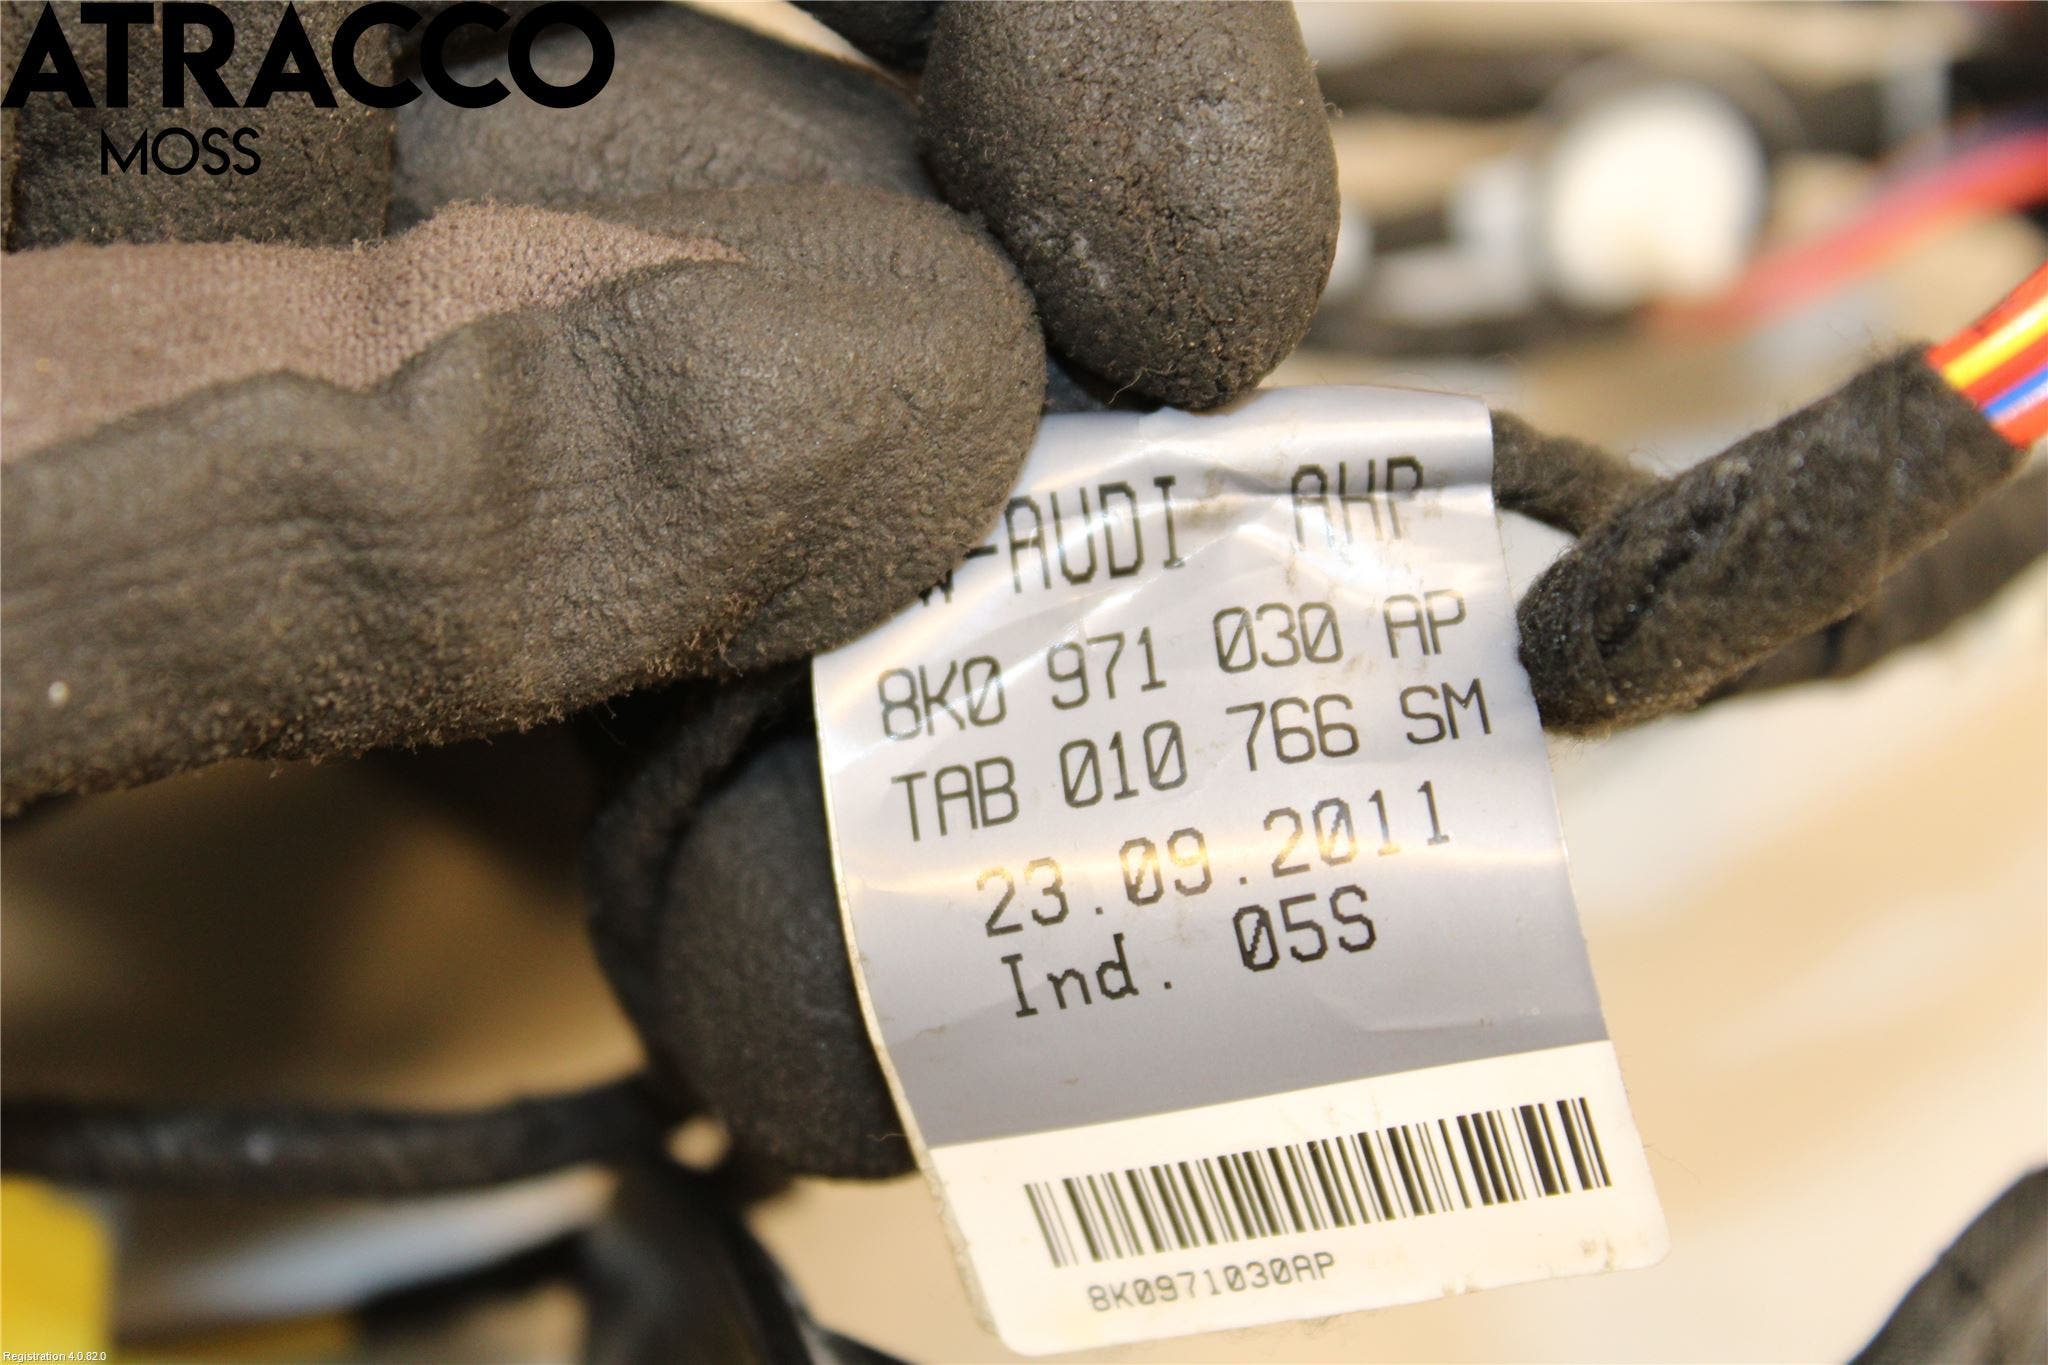 ATRACCO
MOSS
-AUDI AHP
8K0 971 030 AP
TAB 010 766 SM
23.09.2011
Ind. 05S
8K0971030AP
Registration 4.0.82.0